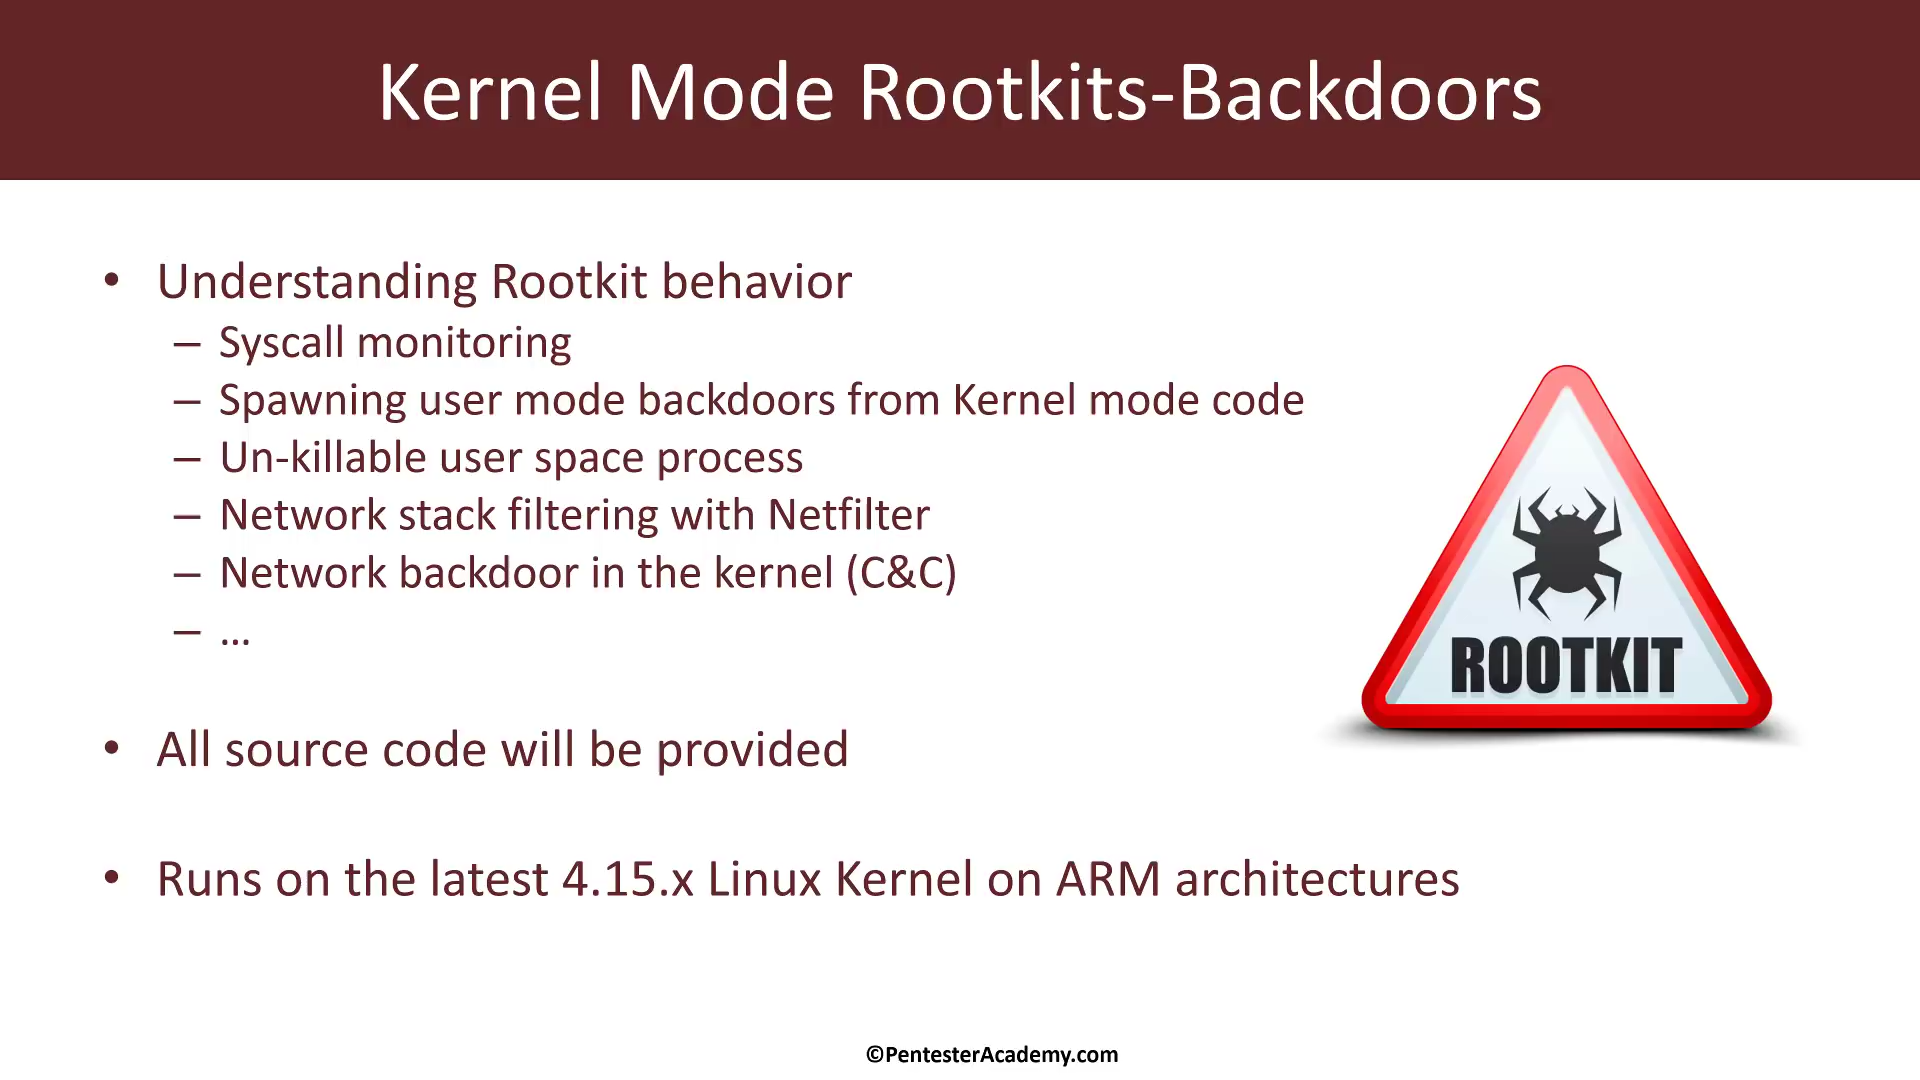 Kernel Mode Rootkits-Backdoors
• Understanding Rootkit behavior
– Syscall monitoring
– Spawning user mode backdoors from Kernel mode code
– Un-killable user space process
– Network stack filtering with Netfilter
– Network backdoor in the kernel (C&C)
– …
ROOTKIT
• All source code will be provided
• Runs on the latest 4.15.x Linux Kernel on ARM architectures
©PentesterAcademy.com